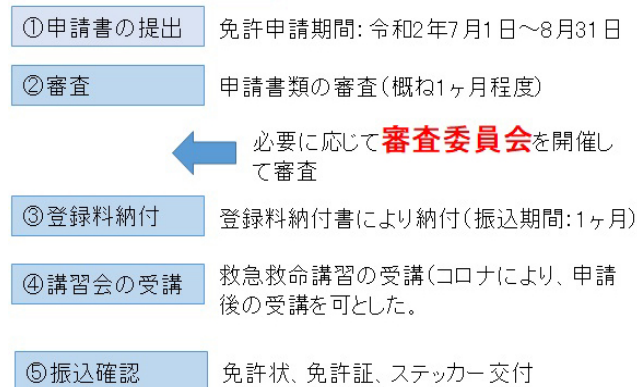 ①申請書の提出 免許申請期間:令和2年7月1日～8月31日
②審査 申請書類の審査(概ね1ヶ月程度)
必要に応じて審査委員会を開催し
て審査
③登録料納付 登録料納付書により納付(振込期間:1ヶ月)
④講習会の受講 救急救命講習の受講(コロナにより、申請
後の受講を可とした。
⑤振込確認 免許状、免許証、ステッカー交付